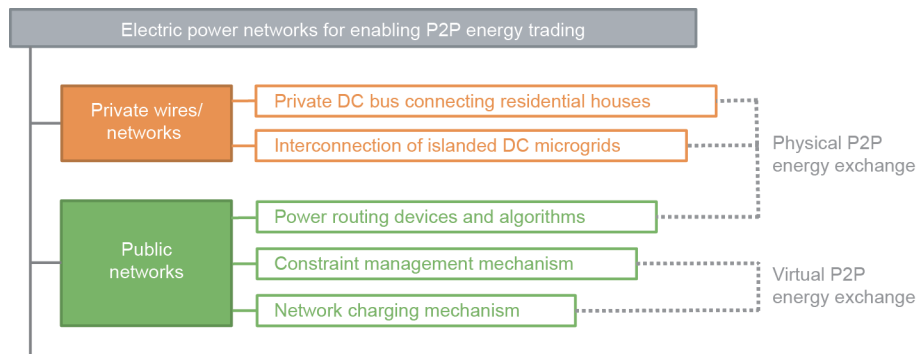 Electric power networks for enabling P2P energy trading
Private wires/
networks
Private DC bus connecting residential houses
Interconnection of islanded DC microgrids
Physical P2P
energy exchange
Public
networks
Power routing devices and algorithms
Constraint management mechanism
Network charging mechanism
Virtual P2P
energy exchange